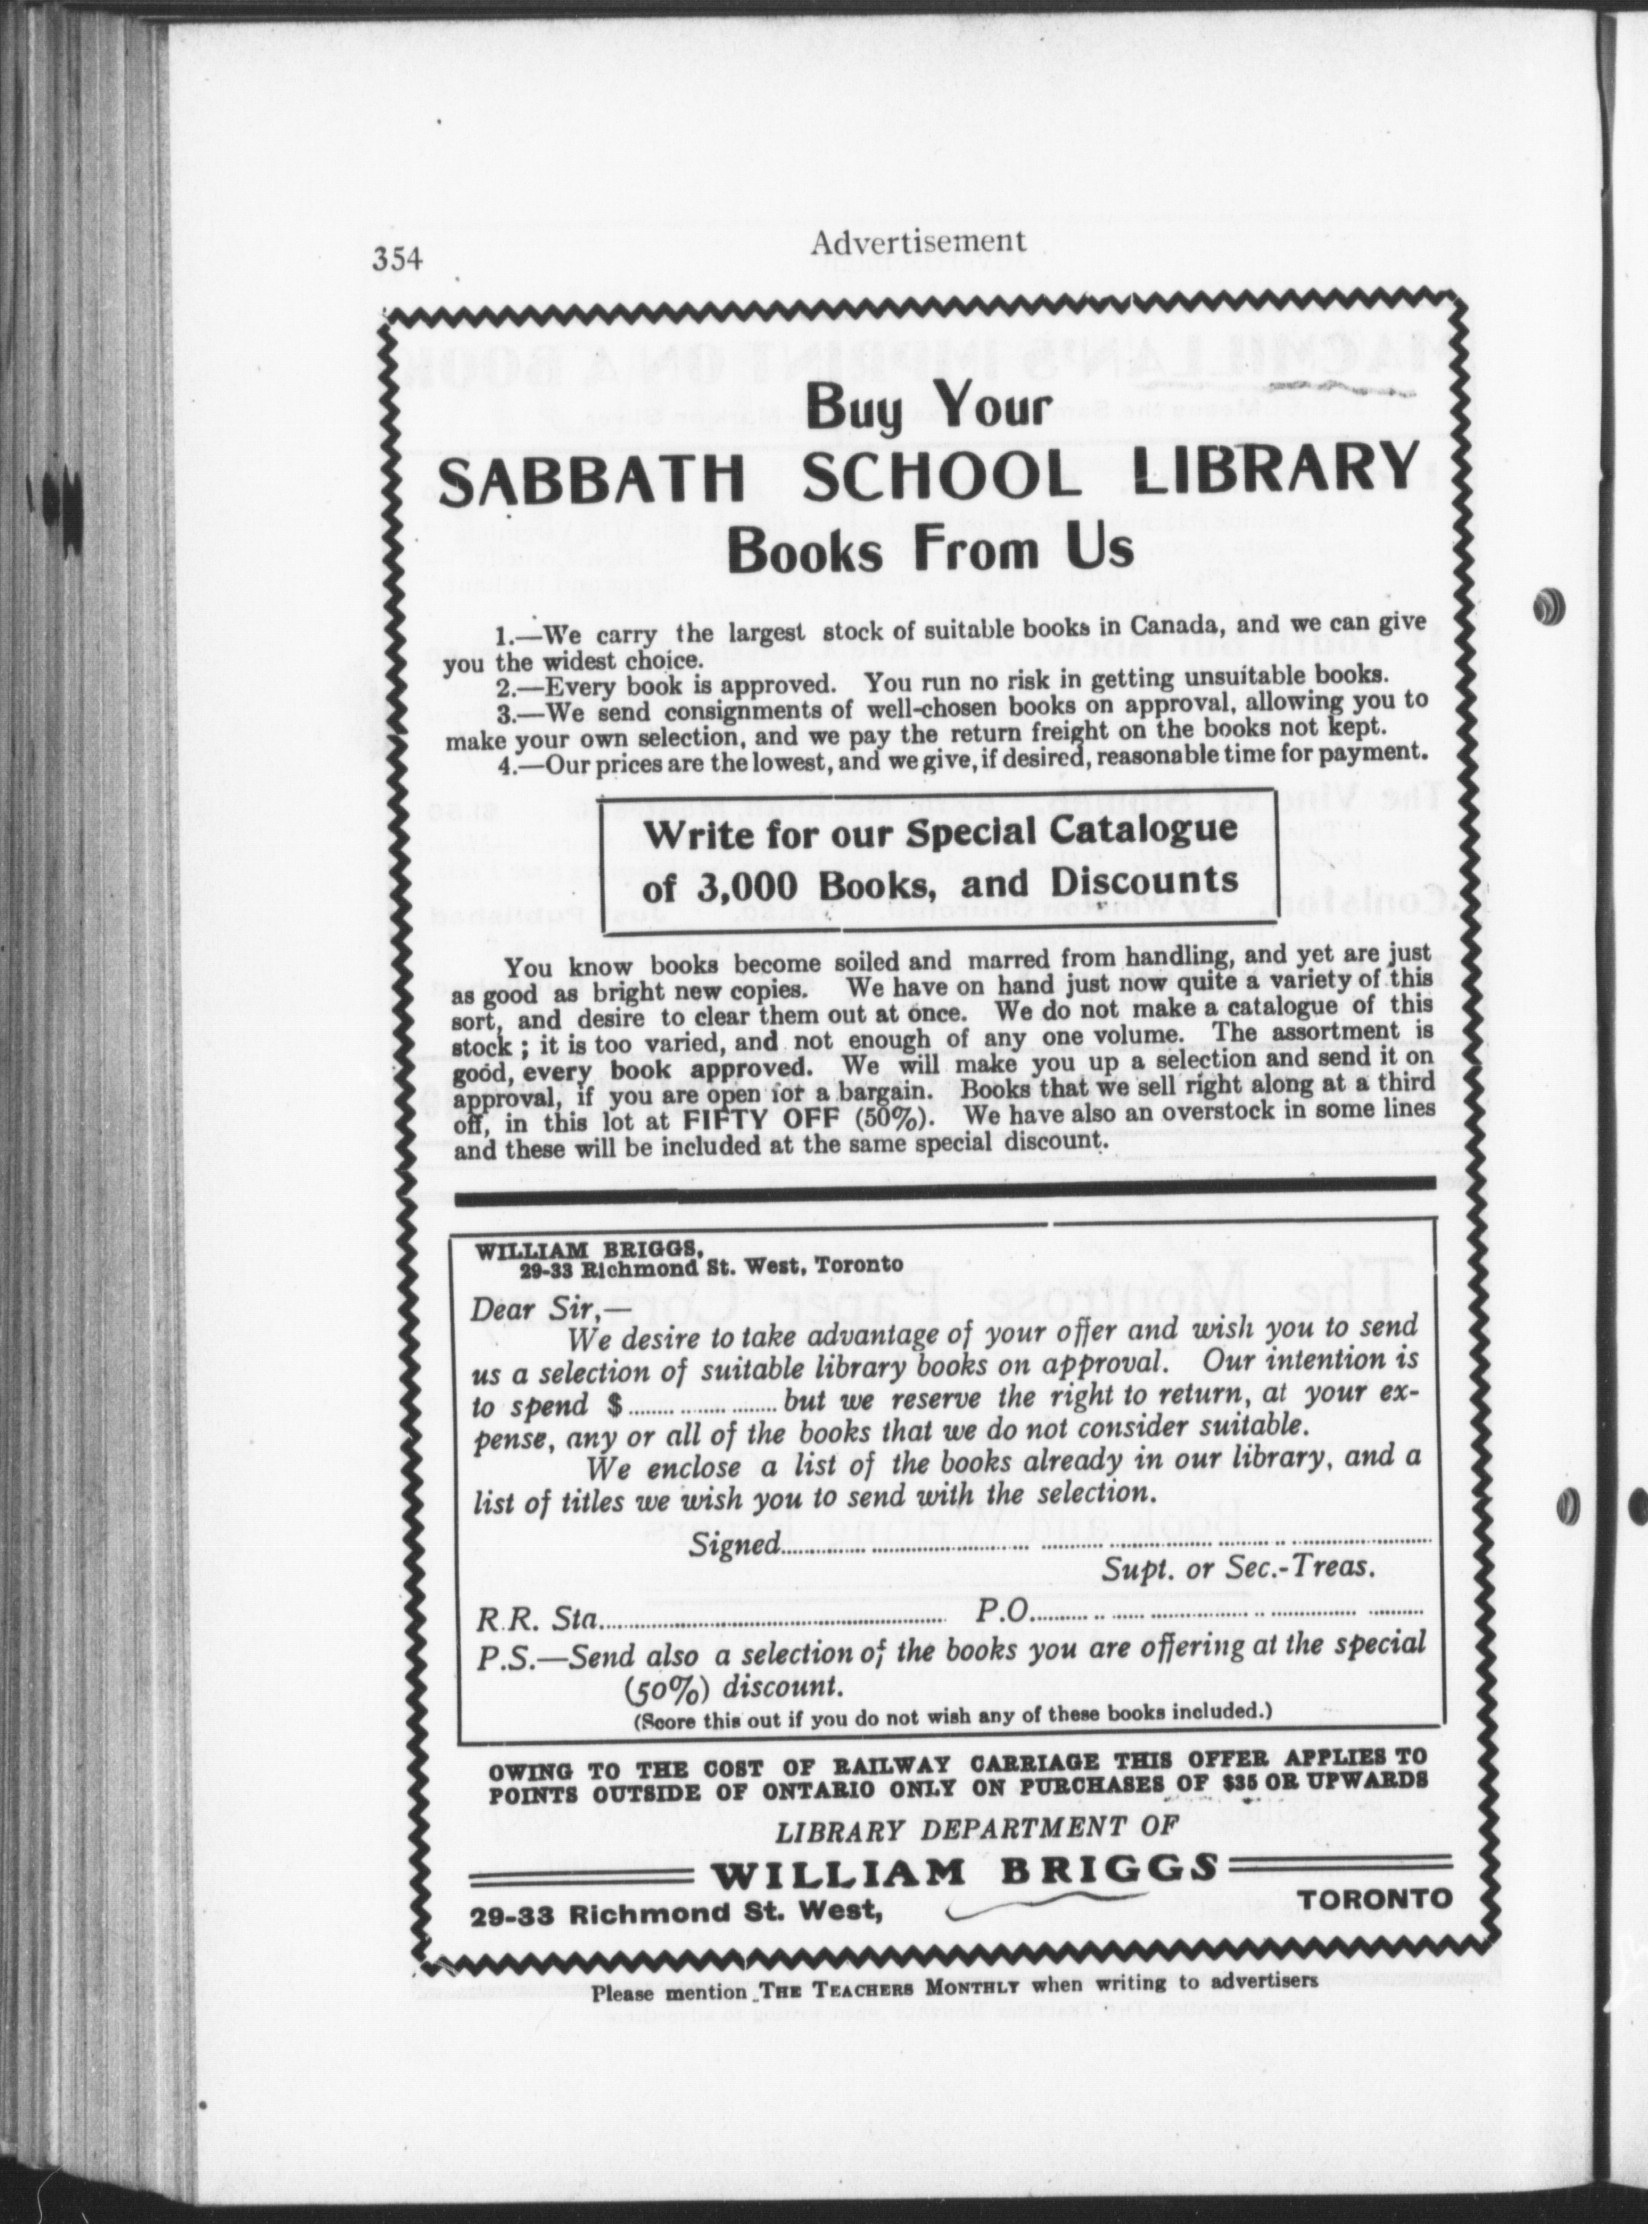 354
Advertisement
Buy Your
SABBATH SCHOOL LIBRARY
Books From Us
1.—We carry the largest stock of suitable books in Canada, and we can give
you the widest choice.
2.—Every book is approved. You run no risk in getting unsuitable books.
3.—We send consignments of well-chosen books on approval, allowing you to
make your own selection, and we pay the return freight on the books not kept.
4.—Our prices are the lowest, and we give, if desired, reasonable time for payment.
Write for our Special Catalogue
of 3,000 Books, and Discounts
You know books become soiled and marred from handling, and yet are just
as good as bright new copies. We have on hand just now quite a variety of this
sort, and desire to clear them out at once. We do not make a catalogue of this
stock ; it is too varied, and not enough of any one volume. The assortment is
good, every book approved. We will make you up a selection and send it on
approval, if you are open for a bargain. Books that we sell right along at a third
off, in this lot at FIFTY OFF (50%). We have also an overstock in some lines
and these will be included at the same special discount.
WILLIAM BRIGGS,
29-33 Richmond St. West, Toronto
Dear Sir,—
We desire to take advantage of your offer and wish you to send
us a selection of suitable library books on approval. Our intention is
to spend $.................... but we reserve the right to return, at your ex-
pense, any or all of the books that we do not consider suitable.
We enclose a list of the books already in our library, and a
list of titles we wish you to send with the selection.
Signed............................................................
Supt. or Sec.-Treas.
R.R. Sta........................................ P.O........................................
P.S.—Send also a selection of the books you are offering at the special
(50%) discount.
(Score this out if you do not wish any of these books included.)
OWING TO THE COST OF RAILWAY CARRIAGE THIS OFFER APPLIES TO
POINTS OUTSIDE OF ONTARIO ONLY ON PURCHASES OF $35 OR UPWARDS
LIBRARY DEPARTMENT OF
WILLIAM BRIGGS
29-33 Richmond St. West, TORONTO
Please mention THE TEACHERS MONTHLY when writing to advertisers